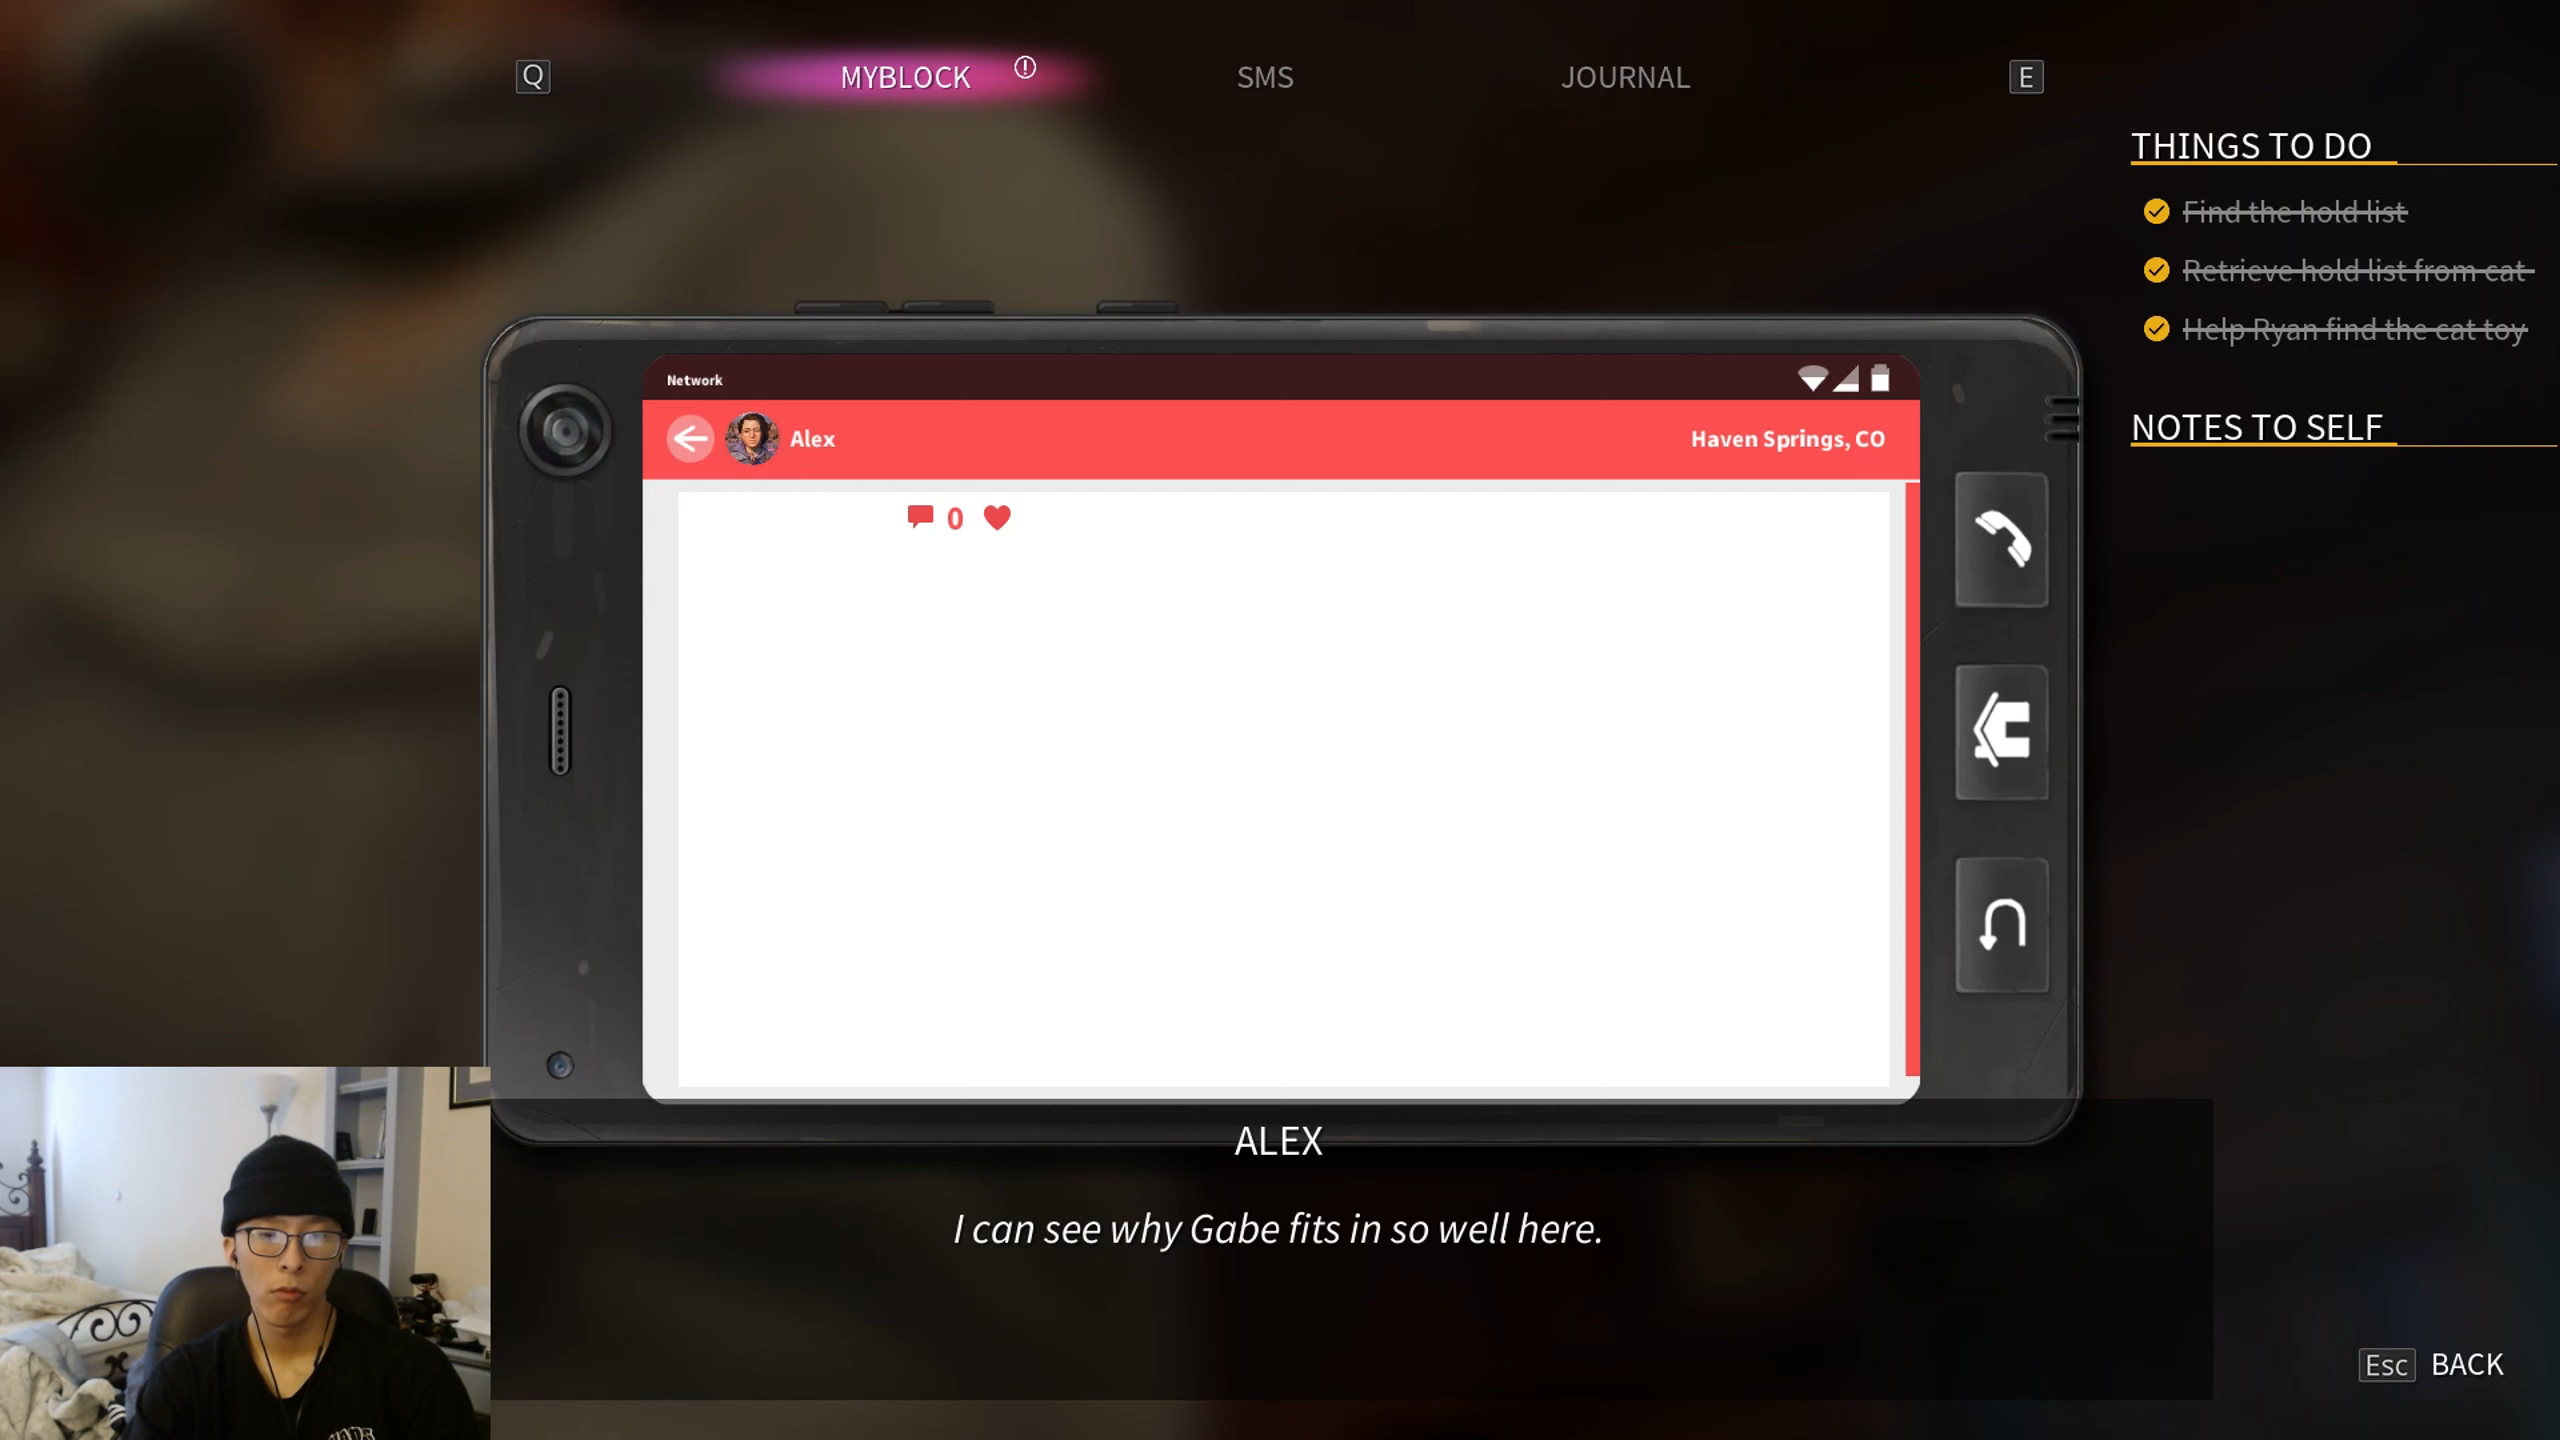 Q
MYBLOCK
SMS
JOURNAL
E
THINGS TO DO
Find the hold list
Retrieve hold list from cat
Help Ryan find the cat toy
NOTES TO SELF
Network
Alex
Haven Springs, CO
0
ALEX
I can see why Gabe fits in so well here.
Esc BACK